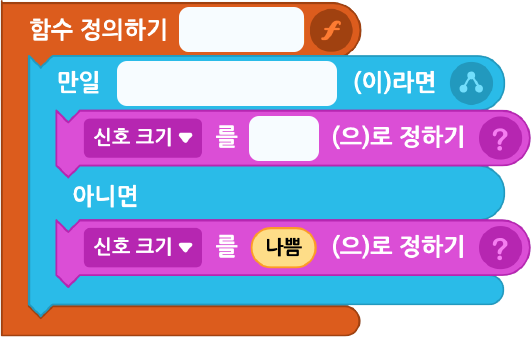 함수 정의하기
만일 (이)라면
신호 크기 를 (으)로 정하기 ?
아니면
신호 크기 를 나쁨 (으)로 정하기 ?